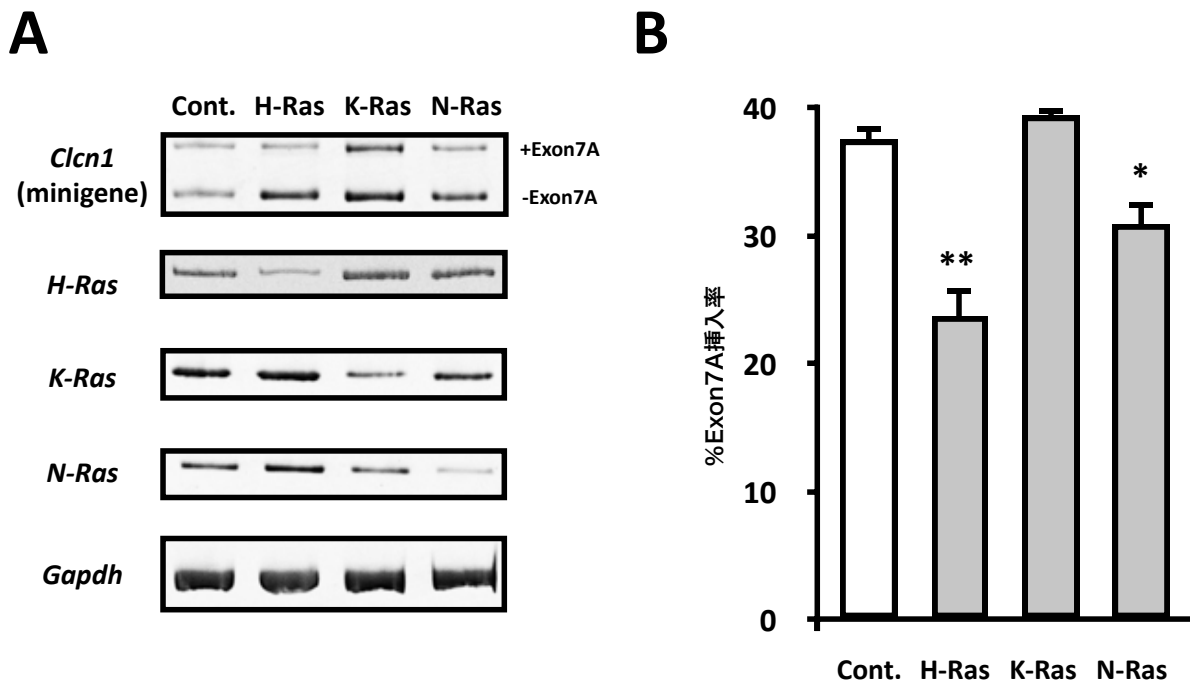 A
Cont. H-Ras K-Ras N-Ras
Clcn1
(minigene)
+Exon7A
-Exon7A
H-Ras
K-Ras
N-Ras
Gapdh
B
%Exon7A挿入率
40
30
20
10
0
**
*
Cont. H-Ras K-Ras N-Ras